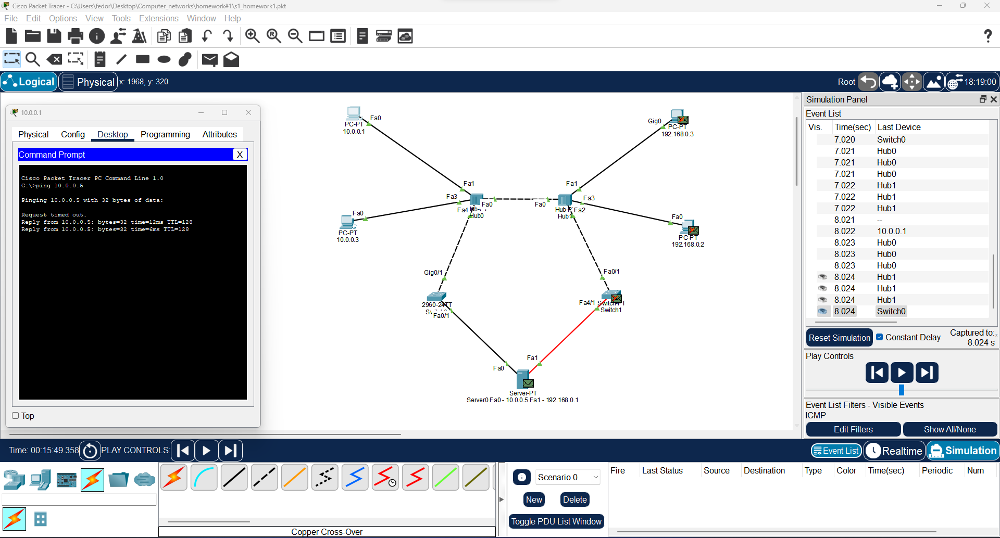 Cisco Packet Tracer - C:\Users\fedor\Desktop\Computer_networks\homework#1\s1_homework1.pkt
File Edit Options View Tools Extensions Window Help
Logical Physical x: 1968, y: 320
Root 18:19:00
10.0.0.1
Physical Config Desktop Programming Attributes
Command Prompt X
Cisco Packet Tracer PC Command Line 1.0
C:\>ping 10.0.0.5
Pinging 10.0.0.5 with 32 bytes of data:
Request timed out.
Reply from 10.0.0.5: bytes=32 time=12ms TTL=128
Reply from 10.0.0.5: bytes=32 time=6ms TTL=128
Top
Fa0
PC-PT
10.0.0.1
Gig0
PC-PT
192.168.0.3
Fa1
Fa3
Fa0
Fa4
Hub0
Fa1
Fa3
Fa0
Fa2
Hub1
Fa0
PC-PT
10.0.0.3
Fa0
PC-PT
192.168.0.2
Gig0/1
2960-24TT
Fa0/1
Fa0/1
Fa4/1 Switch-PT
Switch1
Fa1
Fa0
Server-PT
Server0 Fa0 - 10.0.0.5 Fa1 - 192.168.0.1
Simulation Panel
Event List
Vis. Time(sec) Last Device
7.020 Switch0
7.021 Hub0
7.021 Hub0
7.021 Hub0
7.022 Hub1
7.022 Hub1
7.022 Hub1
8.021 --
8.022 10.0.0.1
8.023 Hub0
8.023 Hub0
8.023 Hub0
8.024 Hub1
8.024 Hub1
8.024 Hub1
8.024 Switch0
Reset Simulation Constant Delay Captured to:
8.024 s
Play Controls
Event List Filters - Visible Events
ICMP
Edit Filters Show All/None
Time: 00:15:49.358 PLAY CONTROLS:
Event List Realtime Simulation
Scenario 0
New Delete
Toggle PDU List Window
Fire Last Status Source Destination Type Color Time(sec) Periodic Num
Copper Cross-Over